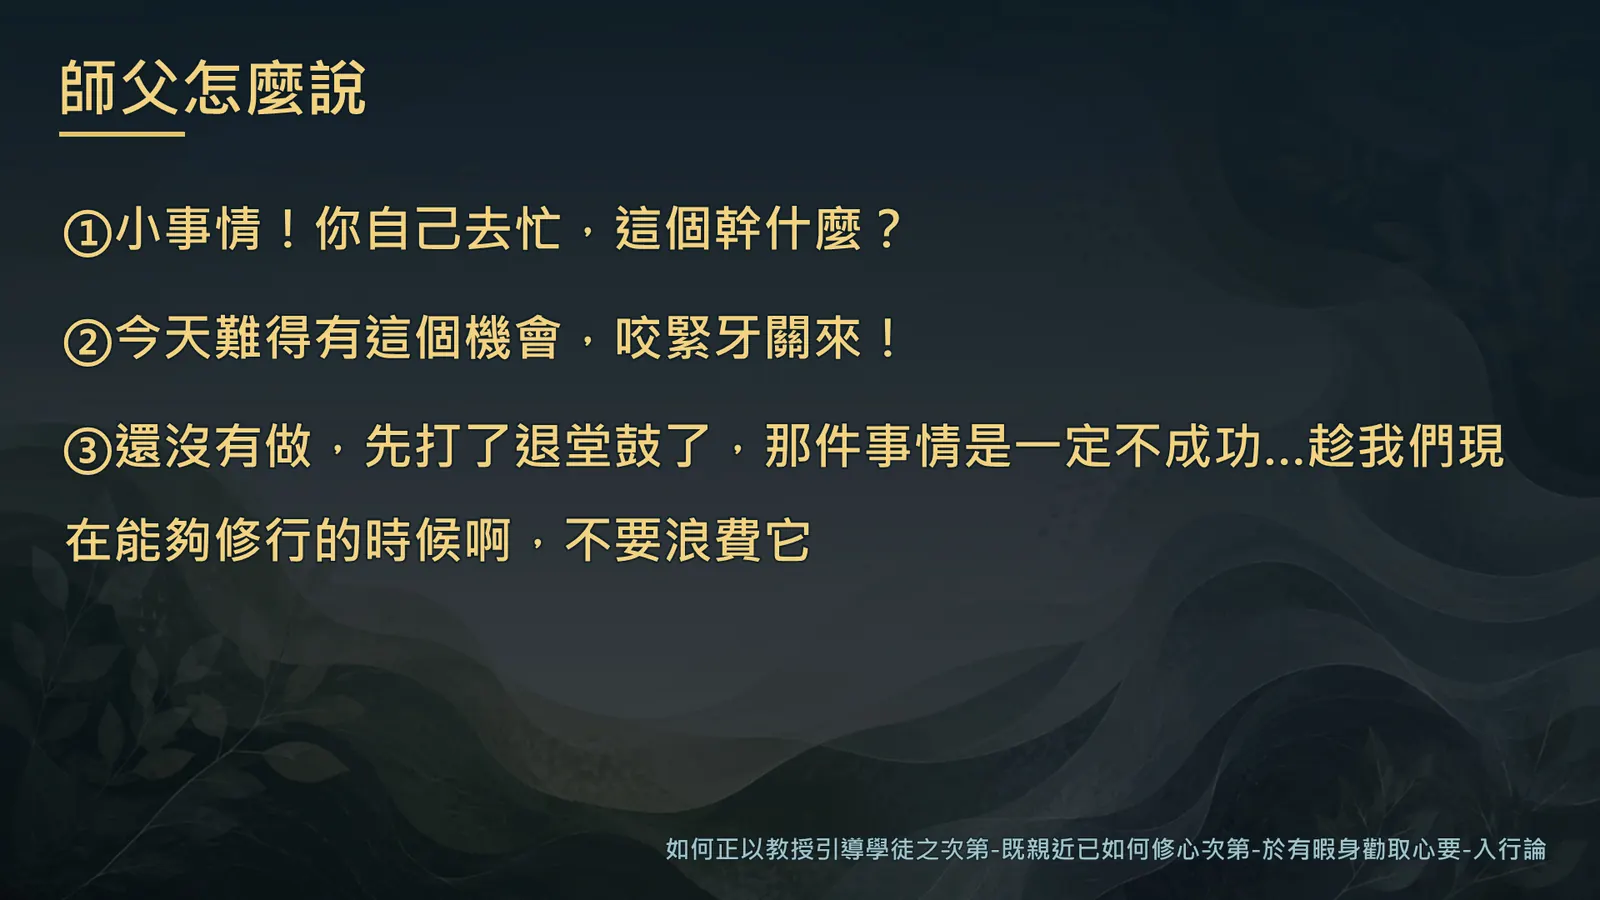 師父怎麼說
①小事情！你自己去忙，這個幹什麼？
②今天難得有這個機會，咬緊牙關來！
③還沒有做，先打了退堂鼓了，那件事情是一定不成功...趁我們現
在能夠修行的時候啊，不要浪費它
如何正以教授引導學徒之次第-既親近已如何修心次第-於有暇身勸取心要-入行論